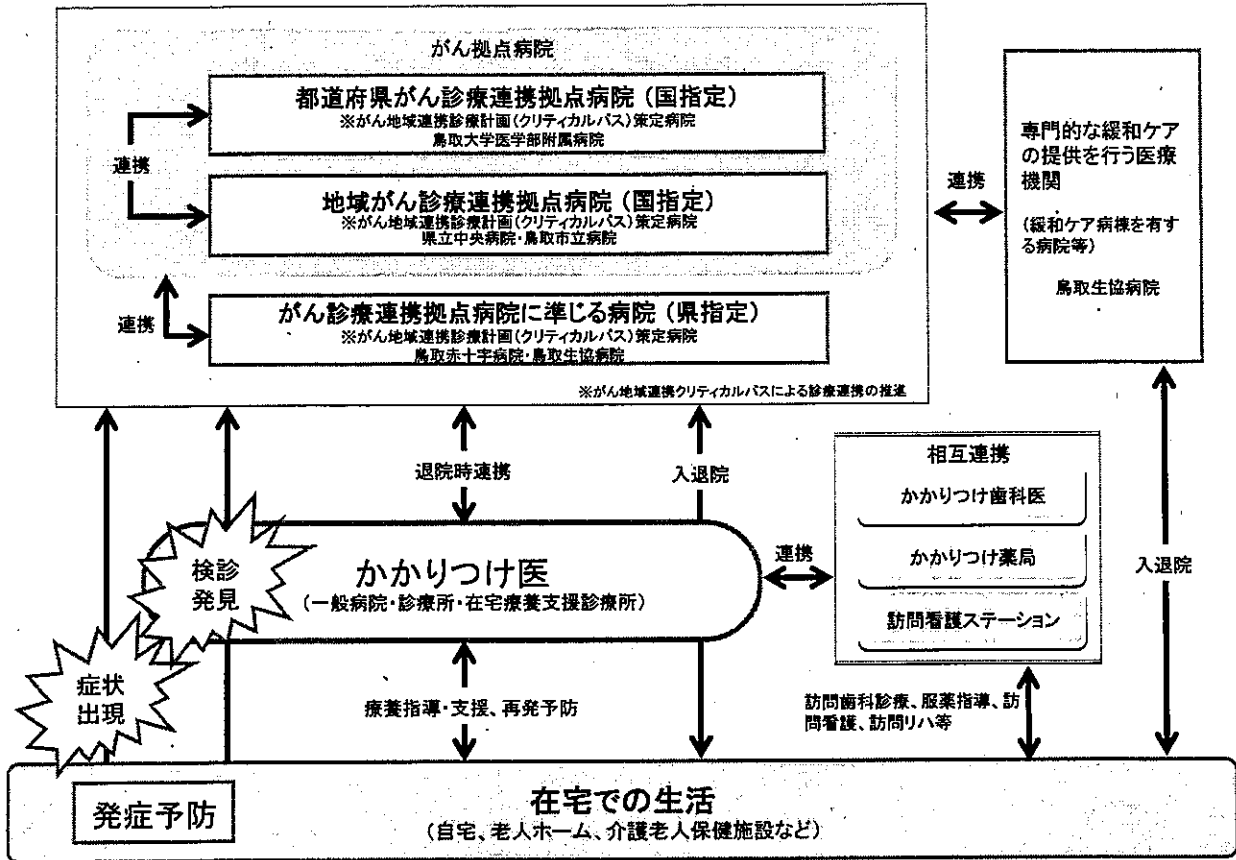 がん拠点病院
都道府県がん診療連携拠点病院（国指定）
※がん地域連携診療計画（クリティカルパス）策定病院
鳥取大学医学部附属病院
連携
地域がん診療連携拠点病院（国指定）
※がん地域連携診療計画（クリティカルパス）策定病院
県立中央病院・鳥取市立病院
連携
がん診療連携拠点病院に準じる病院（県指定）
※がん地域連携診療計画（クリティカルパス）策定病院
鳥取赤十字病院・鳥取生協病院
※がん地域連携クリティカルパスによる診療連携の推進
連携
専門的な緩和ケア
の提供を行う医療
機関
（緩和ケア病棟を有す
る病院等）
鳥取生協病院
退院時連携
入退院
相互連携
かかりつけ歯科医
かかりつけ薬局
訪問看護ステーション
検診
発見
かかりつけ医
（一般病院・診療所・在宅療養支援診療所）
連携
入退院
症状
出現
療養指導・支援、再発予防
訪問歯科診療、服薬指導、訪
問看護、訪問リハ等
発症予防
在宅での生活
（自宅、老人ホーム、介護老人保健施設など）